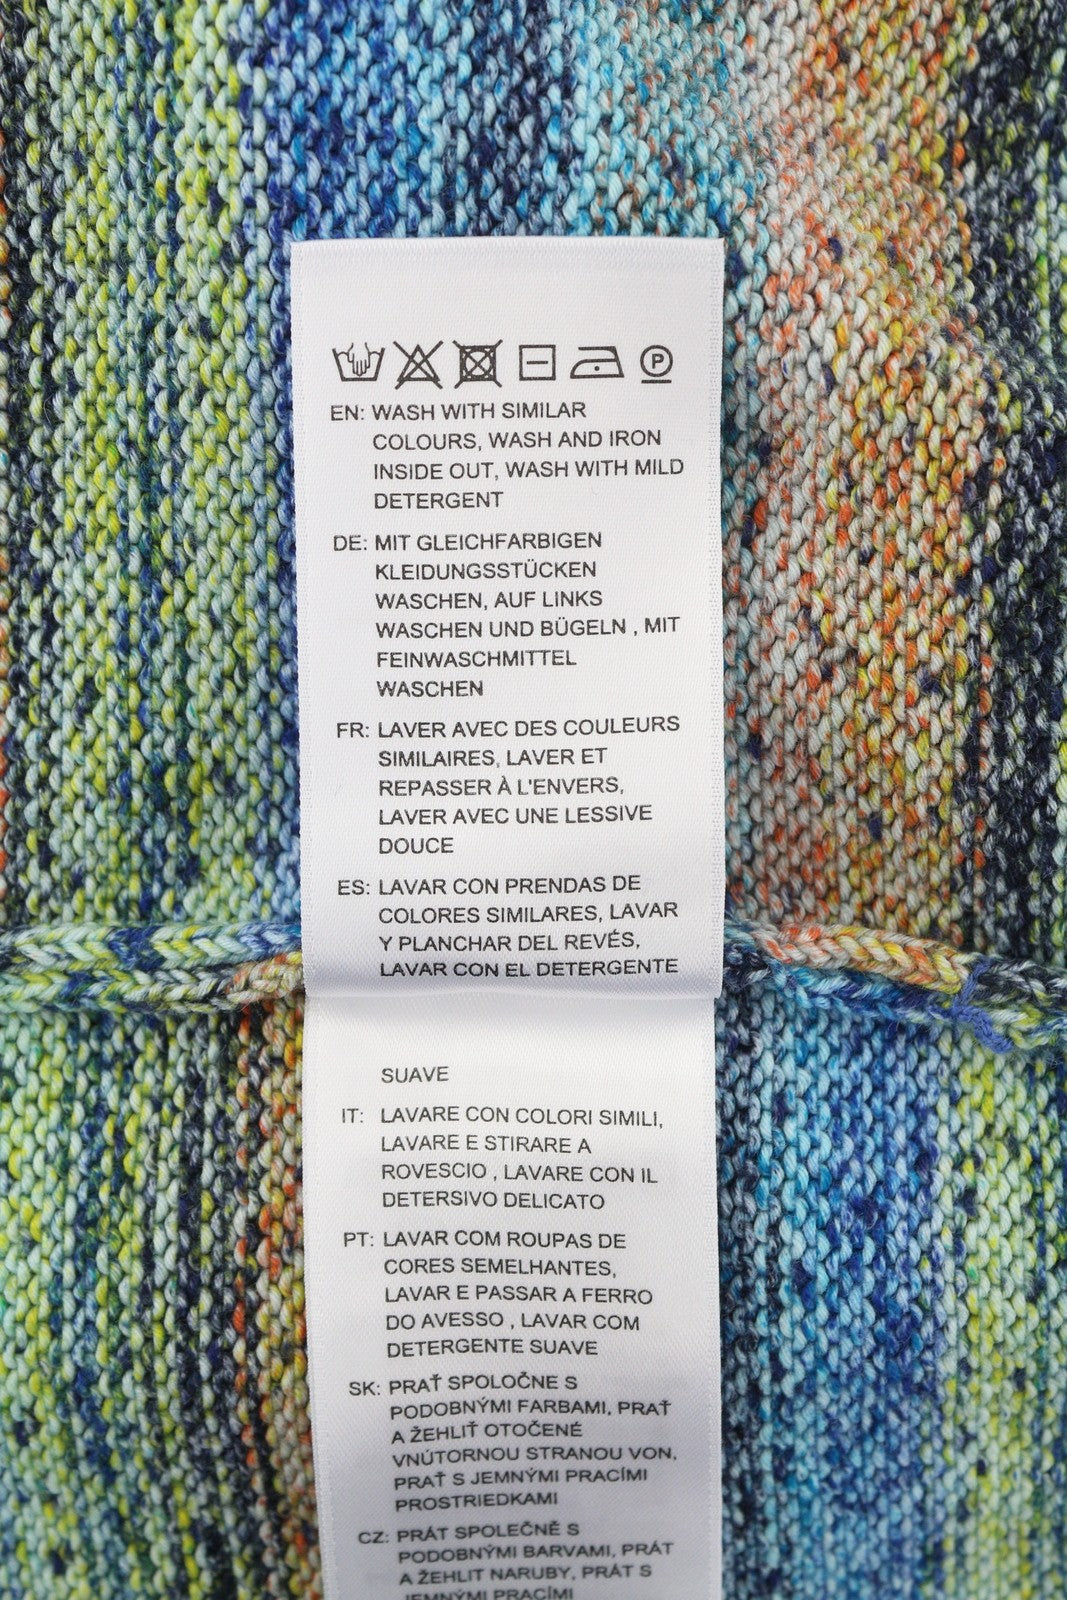 P
EN: WASH WITH SIMILAR
COLOURS, WASH AND IRON
INSIDE OUT, WASH WITH MILD
DETERGENT
DE: MIT GLEICHFARBIGEN
KLEIDUNGSSTÜCKEN
WASCHEN, AUF LINKS
WASCHEN UND BÜGELN , MIT
FEINWASCHMITTEL
WASCHEN
FR: LAVER AVEC DES COULEURS
SIMILAIRES, LAVER ET
REPASSER À L'ENVERS,
LAVER AVEC UNE LESSIVE
DOUCE
ES: LAVAR CON PRENDAS DE
COLORES SIMILARES, LAVAR
Y PLANCHAR DEL REVÉS,
LAVAR CON EL DETERGENTE
SUAVE
IT: LAVARE CON COLORI SIMILI,
LAVARE E STIRARE A
ROVESCIO , LAVARE CON IL
DETERSIVO DELICATO
PT: LAVAR COM ROUPAS DE
CORES SEMELHANTES,
LAVAR E PASSAR A FERRO
DO AVESSO , LAVAR COM
DETERGENTE SUAVE
SK: PRAŤ SPOLOČNE S
PODOBNÝMI FARBAMI, PRAŤ
A ŽEHLIŤ OTOČENÉ
VNÚTORNOU STRANOU VON,
PRAŤ S JEMNÝMI PRACÍMI
PROSTRIEDKAMI
CZ: PRÁT SPOLEČNĚ S
PODOBNÝMI BARVAMI, PRÁT
A ŽEHLIT NARUBY, PRÁT S
JEMNÝMI PRACÍMI